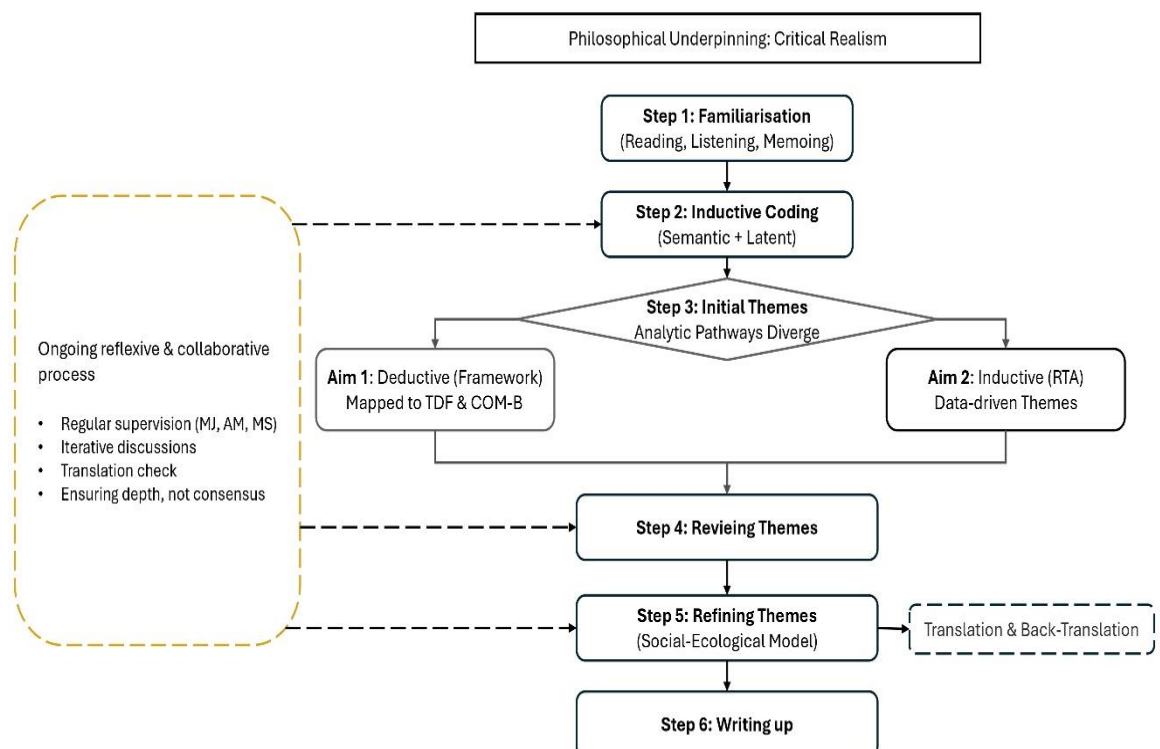 Philosophical Underpinning: Critical Realism
Step 1: Familiarisation
(Reading, Listening, Memoing)
Step 2: Inductive Coding
(Semantic + Latent)
Step 3: Initial Themes
Analytic Pathways Diverge
Aim 1: Deductive (Framework)
Mapped to TDF & COM-B
Aim 2: Inductive (RTA)
Data-driven Themes
Ongoing reflexive & collaborative
process
• Regular supervision (MJ, AM, MS)
• Iterative discussions
• Translation check
• Ensuring depth, not consensus
Step 4: Revieing Themes
Step 5: Refining Themes
(Social-Ecological Model)
Translation & Back-Translation
Step 6: Writing up